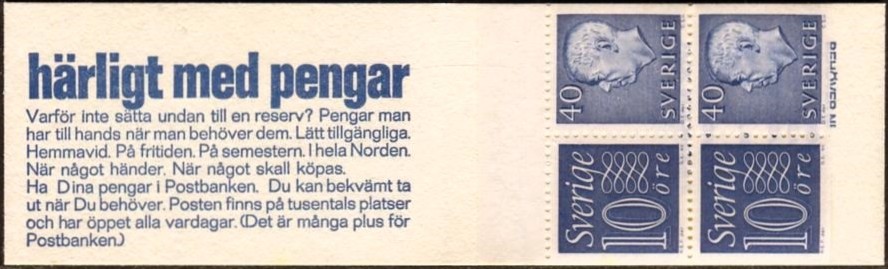 härligt med pengar
Varför inte sätta undan till en reserv? Pengar man
har till hands när man behöver dem. Lätt tillgängliga.
Hemmavid. På fritiden. På semestern. I hela Norden.
När något händer. När något skall köpas.
Ha Dina pengar i Postbanken. Du kan bekvämt ta
ut när Du behöver. Posten finns på tusentals platser
och har öppet alla vardagar. (Det är många plus för
Postbanken.)
40 SVERIGE
40 SVERIGE
Sverige 10 öre
Sverige 10 öre